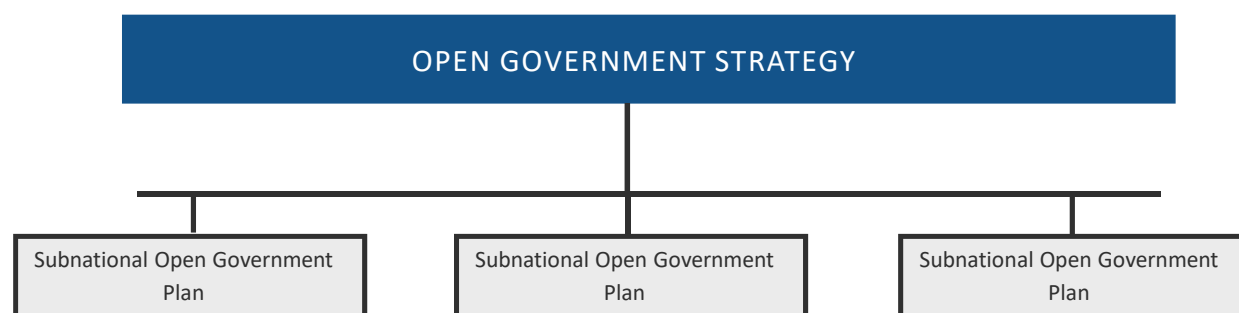 OPEN GOVERNMENT STRATEGY
Subnational Open Government
Plan
Subnational Open Government
Plan
Subnational Open Government
Plan